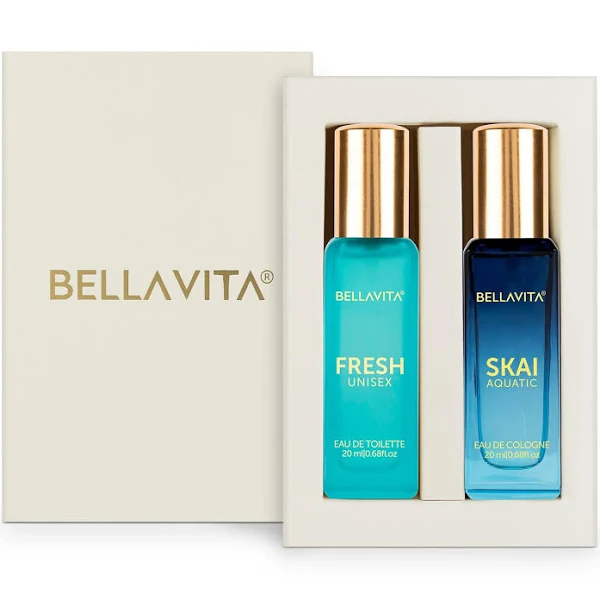 BELLAVITA®
BELLAVITA®
FRESH
UNISEX
EAU DE TOILETTE
20 ml|0.68fl.oz
BELLAVITA®
SKAI
AQUATIC
EAU DE COLOGNE
20 ml|0.68fl.oz